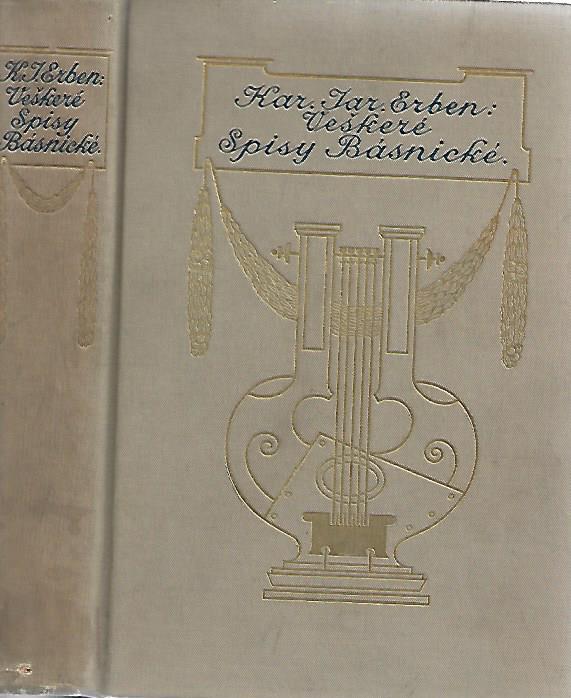 K.J.Erben:
Veškeré
Spisy
Básnické.
Kar. Jar. Erben:
Veškeré
Spisy Básnické.